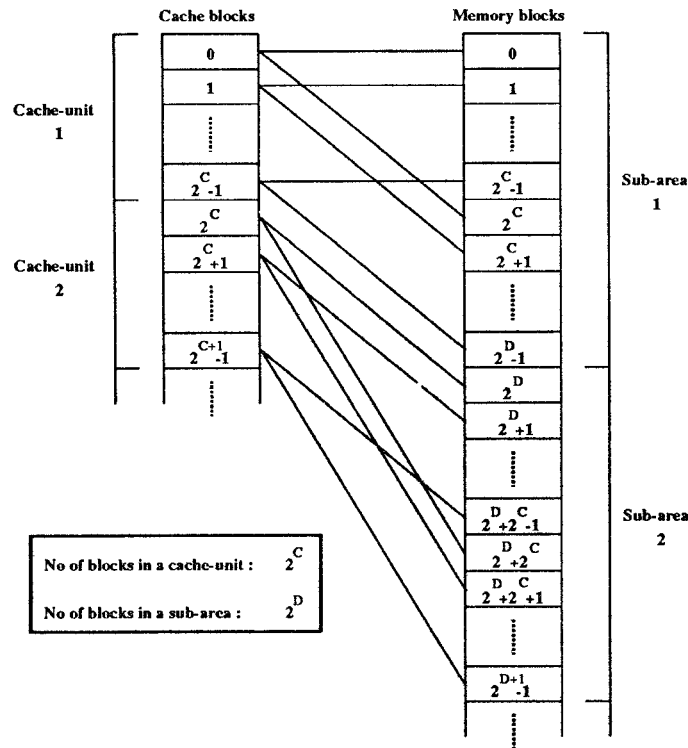 Cache blocks
Cache-unit
1
Cache-unit
2
0
1
2^C-1
2^C
2^C+1
2^C+1-1
Memory blocks
0
1
2^C-1
2^C
2^C+1
2^D-1
2^D
2^D+1
2^D+2^C-1
2^D+2^C
2^D+2^C+1
2^D+1-1
Sub-area
1
Sub-area
2
No of blocks in a cache-unit : 2^C
No of blocks in a sub-area : 2^D